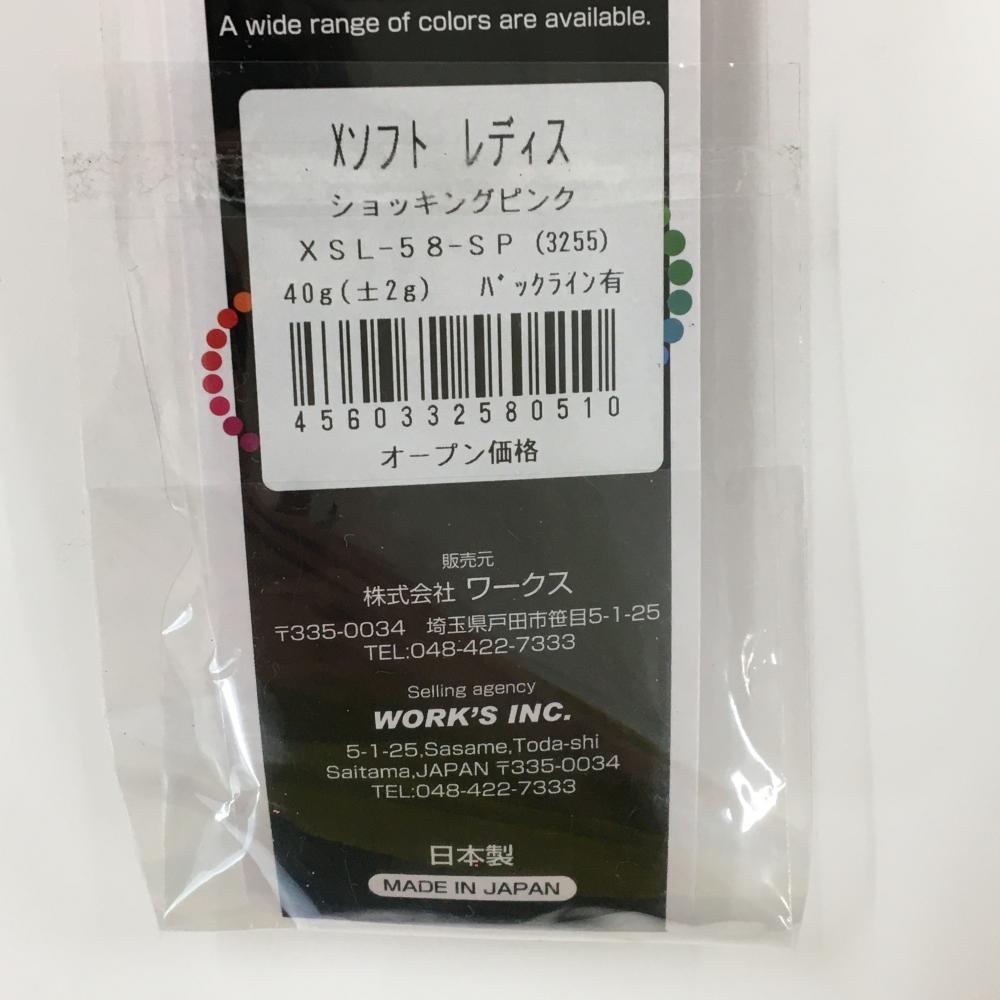 A wide range of colors are available.
Xソフト レディス
ショッキングピンク
XSL-58-SP (3255)
40g(±2g) バックライン有
4560332580510
オープン価格
販売元
株式会社 ワークス
〒335-0034 埼玉県戸田市笹目5-1-25
TEL:048-422-7333
Selling agency
WORK'S INC.
5-1-25,Sasame,Toda-shi
Saitama,JAPAN 〒335-0034
TEL:048-422-7333
日本製
MADE IN JAPAN